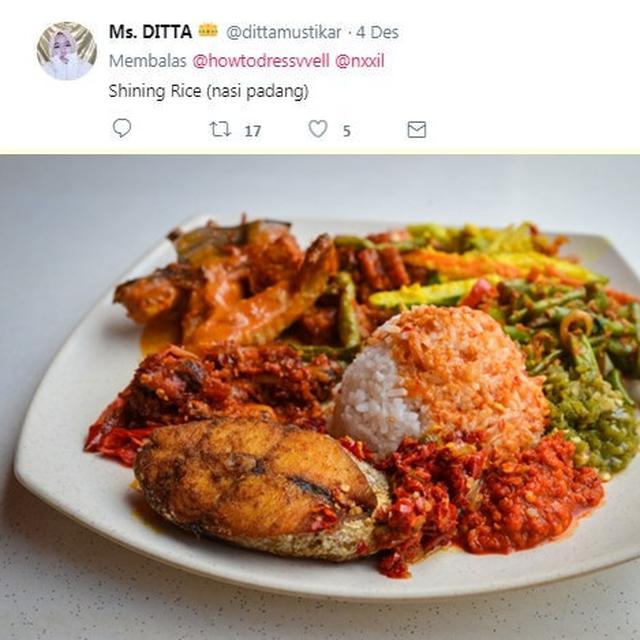 Ms. DITTA 👑 @dittamustikar · 4 Des
Membalas @howtodressvvell @nxxil
Shining Rice (nasi padang)
17 5